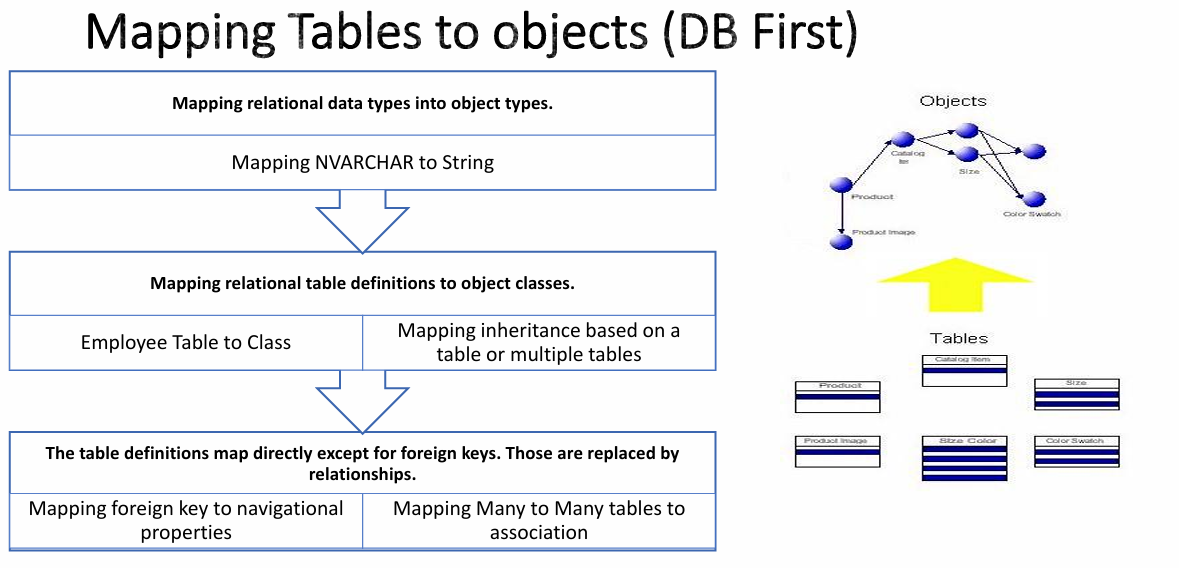 Mapping Tables to objects (DB First)
Mapping relational data types into object types.
Mapping NVARCHAR to String
Mapping relational table definitions to object classes.
Employee Table to Class
Mapping inheritance based on a
table or multiple tables
The table definitions map directly except for foreign keys. Those are replaced by
relationships.
Mapping foreign key to navigational
properties
Mapping Many to Many tables to
association
Objects
Catalog
Iter
Size
Product
Color Swatch
Product Image
Tables
Catalog Item
Product
Size
Product Image
Size Color
Color Swatch